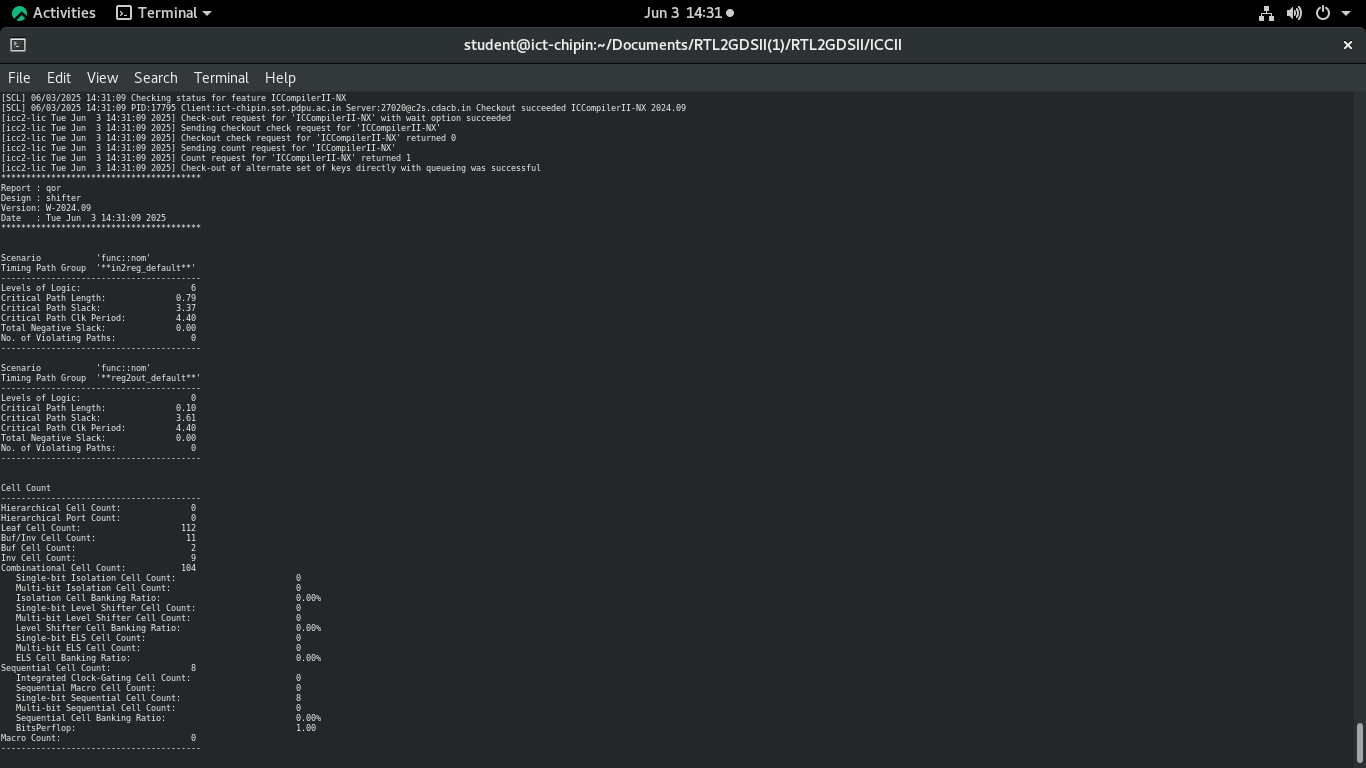 Activities Terminal Jun 3 14:31
student@ict-chipin:~/Documents/RTL2GDSII(1)/RTL2GDSII/ICCII
File Edit View Search Terminal Help
[SCL] 06/03/2025 14:31:09 Checking status for feature ICCompilerII-NX
[SCL] 06/03/2025 14:31:09 PID:17795 Client:ict-chipin.sot.pdpu.ac.in Server:27020@c2s.cdacb.in Checkout succeeded ICCompilerII-NX 2024.09
[icc2-lic Tue Jun  3 14:31:09 2025] Check-out request for 'ICCompilerII-NX' with wait option succeeded
[icc2-lic Tue Jun  3 14:31:09 2025] Sending checkout check request for 'ICCompilerII-NX'
[icc2-lic Tue Jun  3 14:31:09 2025] Checkout check request for 'ICCompilerII-NX' returned 0
[icc2-lic Tue Jun  3 14:31:09 2025] Sending count request for 'ICCompilerII-NX'
[icc2-lic Tue Jun  3 14:31:09 2025] Count request for 'ICCompilerII-NX' returned 1
[icc2-lic Tue Jun  3 14:31:09 2025] Check-out of alternate set of keys directly with queueing was successful
****************************************
Report : qor
Design : shifter
Version: W-2024.09
Date   : Tue Jun  3 14:31:09 2025
****************************************
Scenario           'func::nom'
Timing Path Group  '**in2reg_default**'
----------------------------------------
Levels of Logic:                      6
Critical Path Length:              0.79
Critical Path Slack:               3.37
Critical Path Clk Period:          4.40
Total Negative Slack:              0.00
No. of Violating Paths:               0
----------------------------------------
Scenario           'func::nom'
Timing Path Group  '**reg2out_default**'
----------------------------------------
Levels of Logic:                      0
Critical Path Length:              0.10
Critical Path Slack:               3.61
Critical Path Clk Period:          4.40
Total Negative Slack:              0.00
No. of Violating Paths:               0
----------------------------------------
Cell Count
----------------------------------------
Hierarchical Cell Count:              0
Hierarchical Port Count:              0
Leaf Cell Count:                    112
Buf/Inv Cell Count:                  11
Buf Cell Count:                       2
Inv Cell Count:                       9
Combinational Cell Count:           104
   Single-bit Isolation Cell Count:                        0
   Multi-bit Isolation Cell Count:                         0
   Isolation Cell Banking Ratio:                           0.00%
   Single-bit Level Shifter Cell Count:                    0
   Multi-bit Level Shifter Cell Count:                     0
   Level Shifter Cell Banking Ratio:                       0.00%
   Single-bit ELS Cell Count:                              0
   Multi-bit ELS Cell Count:                               0
   ELS Cell Banking Ratio:                                 0.00%
Sequential Cell Count:                8
   Integrated Clock-Gating Cell Count:                     0
   Sequential Macro Cell Count:                            0
   Single-bit Sequential Cell Count:                       8
   Multi-bit Sequential Cell Count:                        0
   Sequential Cell Banking Ratio:                          0.00%
   BitsPerflop:                                            1.00
Macro Count:                          0
----------------------------------------